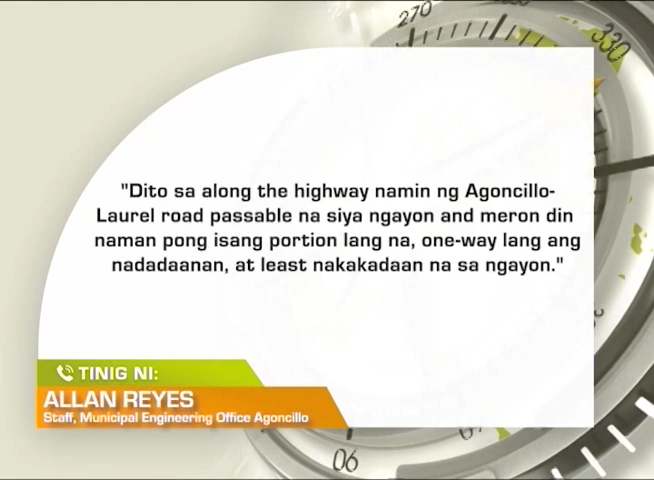 270
330
"Dito sa along the highway namin ng Agoncillo-
Laurel road passable na siya ngayon and meron din
naman pong isang portion lang na, one-way lang ang
nadadaanan, at least nakakadaan na sa ngayon."
TINIG NI:
ALLAN REYES
Staff, Municipal Engineering Office Agoncillo
06